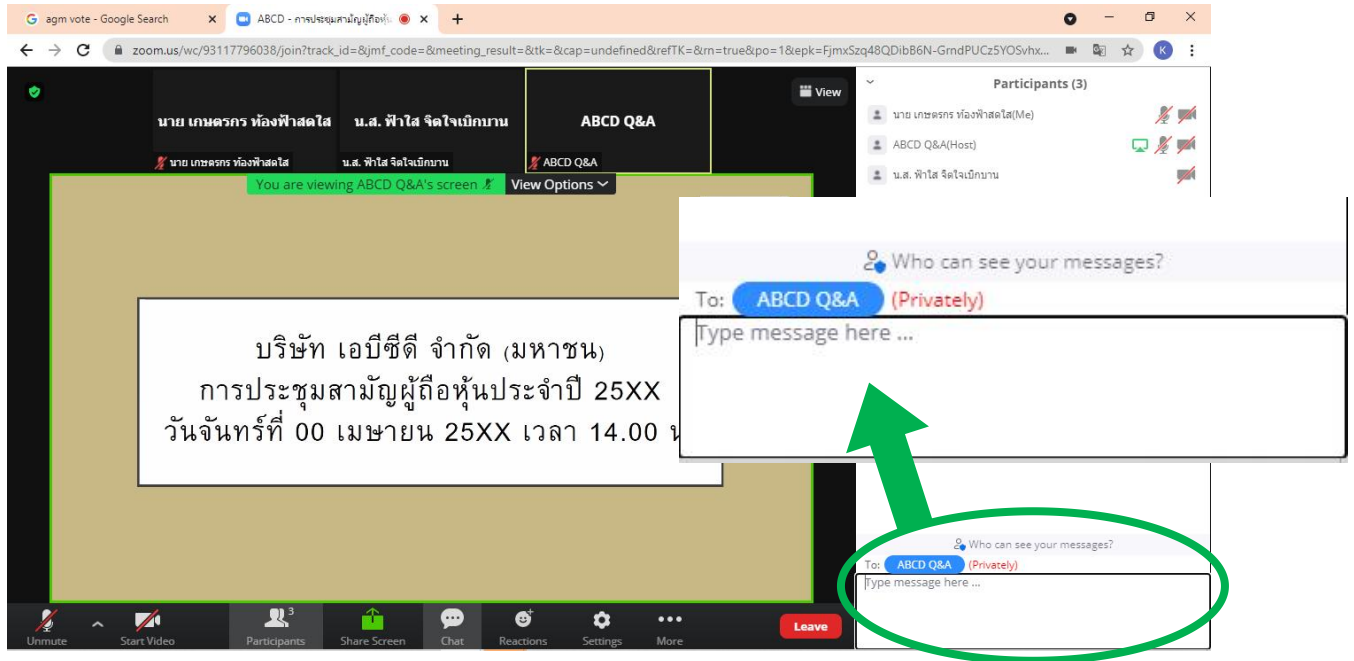 agm vote - Google Search
ABCD - การประชุมสามัญผู้ถือหุ้น
zoom.us/wc/93117796038/join?track_id=&jmf_code=&meeting_result=&tk=&cap=undefined&refTK=&rn=true&po=1&epk=FjmxSzq48QDibB6N-GrndPUCz5YOSvhx...
K
View
นาย เกษตรกร ท้องฟ้าสดใส
น.ส. ฟ้าใส จิตใจเบิกบาน
ABCD Q&A
นาย เกษตรกร ท้องฟ้าสดใส
น.ส. ฟ้าใส จิตใจเบิกบาน
ABCD Q&A
You are viewing ABCD Q&A's screen
View Options
Participants (3)
นาย เกษตรกร ท้องฟ้าสดใส(Me)
ABCD Q&A(Host)
น.ส. ฟ้าใส จิตใจเบิกบาน
บริษัท เอบีซีดี จำกัด (มหาชน)
การประชุมสามัญผู้ถือหุ้นประจำปี 25XX
วันจันทร์ที่ 00 เมษายน 25XX เวลา 14.00 น
Who can see your messages?
To: ABCD Q&A (Privately)
Type message here ...
Who can see your messages?
To: ABCD Q&A (Privately)
Type message here ...
Unmute
Start Video
3
Participants
Share Screen
Chat
Reactions
Settings
More
Leave